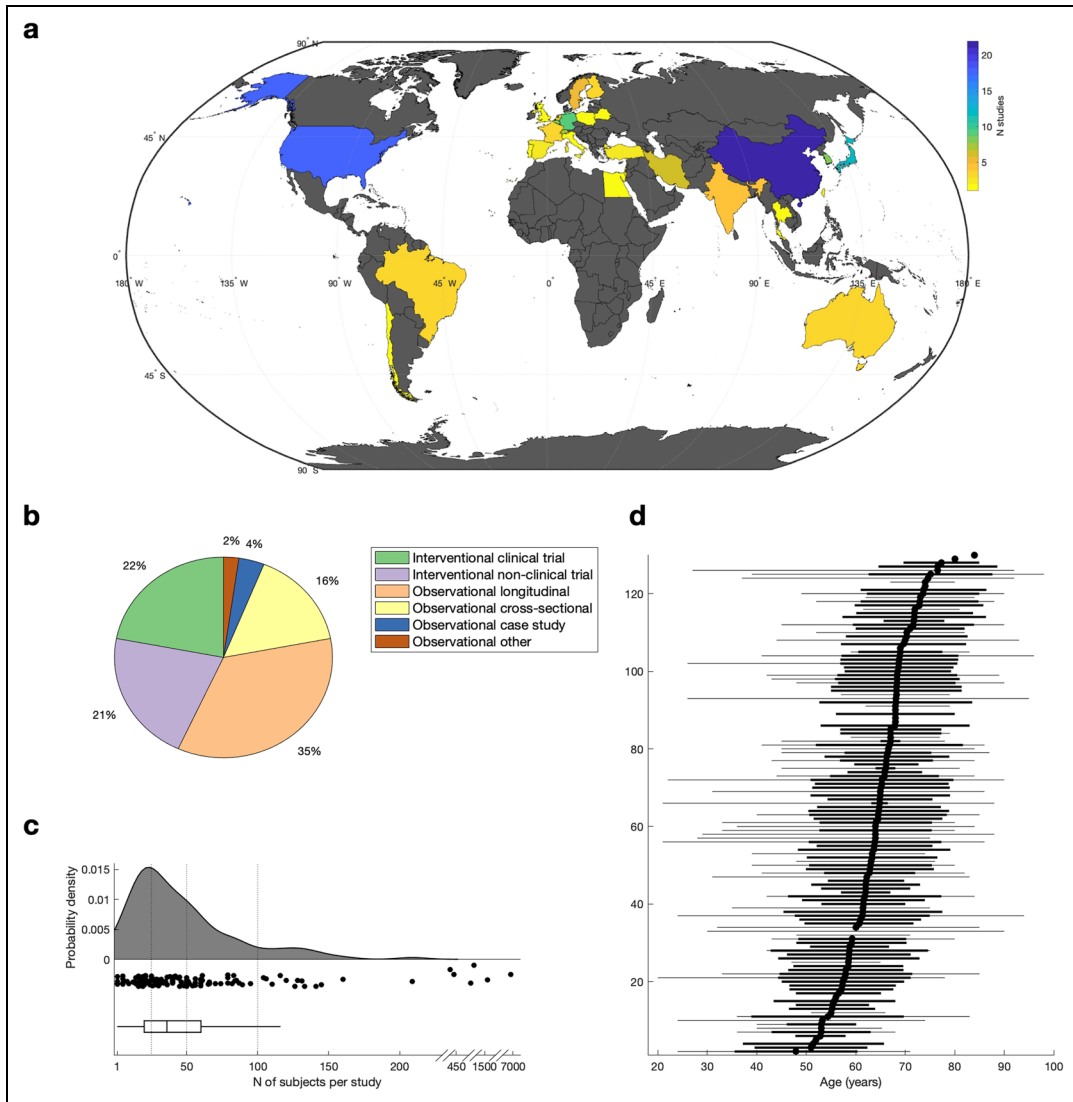 a
90° N
45° N
0°
45° S
90° S
180° W
135° W
90° W
45° W
0
45° E
90° E
135° E
180° E
20
15
10
5
N studies
b
22%
2%
4%
16%
35%
21%
Interventional clinical trial
Interventional non-clinical trial
Observational longitudinal
Observational cross-sectional
Observational case study
Observational other
c
Probability density
0.015
0.01
0.005
0
1
50
100
200
450
1500
7000
N of subjects per study
d
120
100
80
60
40
20
20
30
40
50
60
70
80
90
100
Age (years)